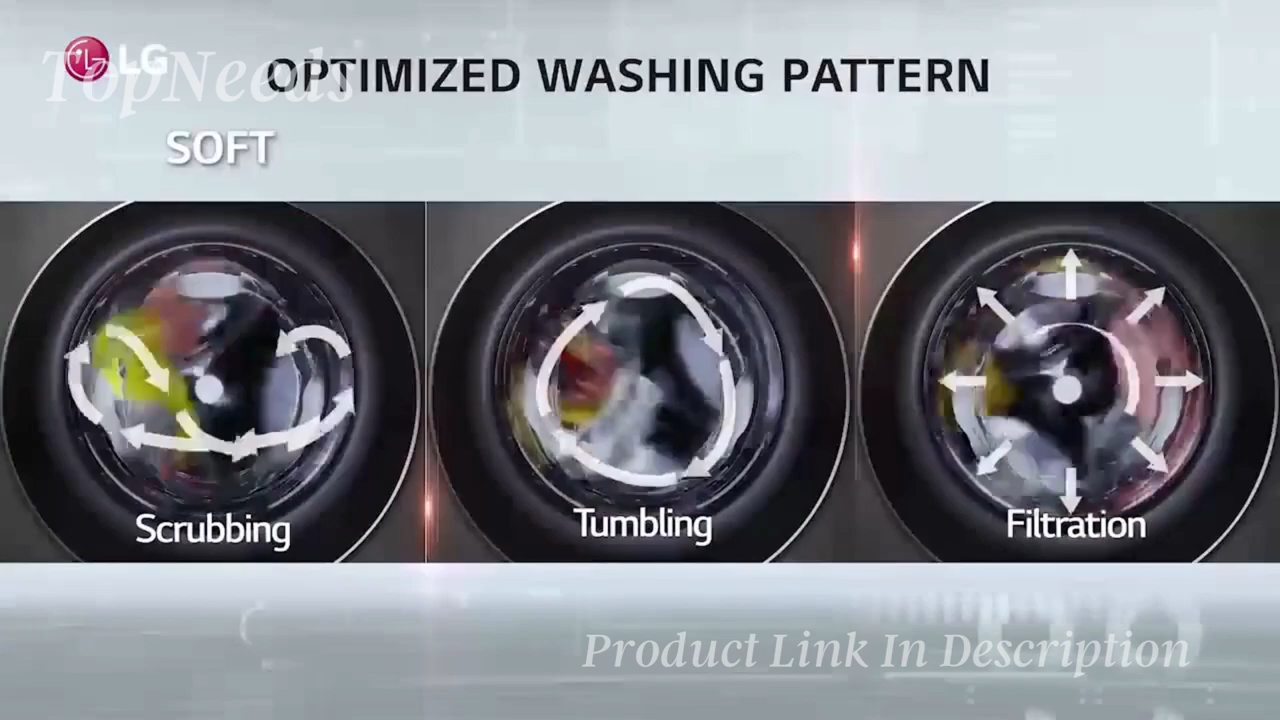 LG
TopNeeds
OPTIMIZED WASHING PATTERN
SOFT
Scrubbing
Tumbling
Filtration
Product Link In Description